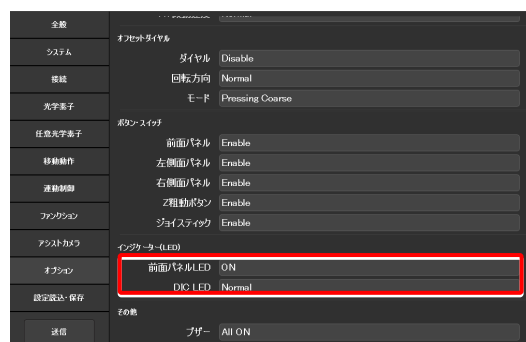 全般
システム
接続
光学素子
任意光学素子
移動動作
連動制御
ファンクション
アシストカメラ
オプション
設定読込・保存
送信
オフセットダイヤル
ダイヤル Disable
回転方向 Normal
モード Pressing Coarse
ボタン・スイッチ
前面パネル Enable
左側面パネル Enable
右側面パネル Enable
Z粗動ボタン Enable
ジョイスティック Enable
インジケーター(LED)
前面パネルLED ON
DIC LED Normal
その他
ブザー All ON